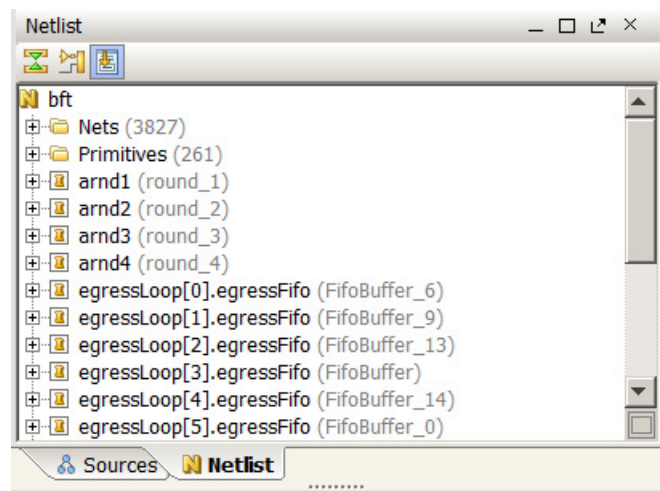 Netlist
bft
Nets (3827)
Primitives (261)
arnd1 (round_1)
arnd2 (round_2)
arnd3 (round_3)
arnd4 (round_4)
egressLoop[0].egressFifo (FifoBuffer_6)
egressLoop[1].egressFifo (FifoBuffer_9)
egressLoop[2].egressFifo (FifoBuffer_13)
egressLoop[3].egressFifo (FifoBuffer)
egressLoop[4].egressFifo (FifoBuffer_14)
egressLoop[5].egressFifo (FifoBuffer_0)
Sources Netlist